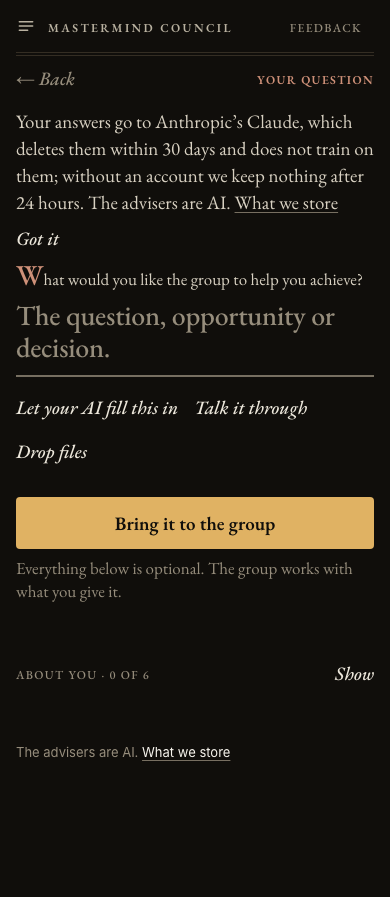 MASTERMIND COUNCIL
FEEDBACK
← Back
YOUR QUESTION
Your answers go to Anthropic’s Claude, which
deletes them within 30 days and does not train on
them; without an account we keep nothing after
24 hours. The advisers are AI. What we store
Got it
What would you like the group to help you achieve?
The question, opportunity or
decision.
Let your AI fill this in
Talk it through
Drop files
Bring it to the group
Everything below is optional. The group works with
what you give it.
ABOUT YOU · 0 OF 6
Show
The advisers are AI. What we store